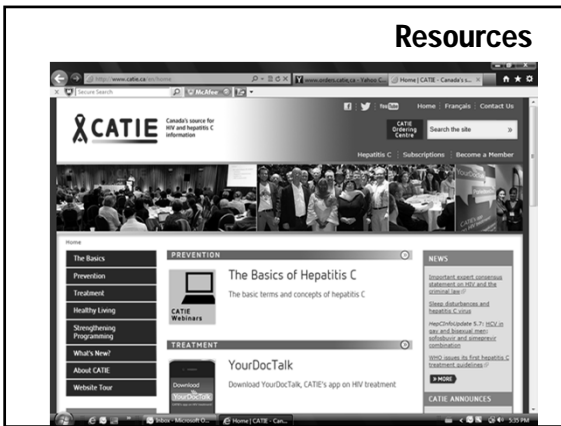 Resources
http://www.catie.ca/en/home
www.orders.catie.ca - Yahoo C...
Home | CATIE - Canada's s...
Secure Search
McAfee
You Tube
Home Français Contact Us
CATIE
Canada's source for
HIV and hepatitis C
information
CATIE
Ordering
Centre
Search the site »
Hepatitis C Subscriptions Become a Member
YourDocTalk
Home
The Basics
Prevention
Treatment
Healthy Living
Strengthening
Programming
What's New?
About CATIE
Website Tour
PREVENTION
CATIE
Webinars
The Basics of Hepatitis C
The basic terms and concepts of hepatitis C
TREATMENT
Download
YourDocTalk
YourDocTalk
Download YourDocTalk, CATIE's app on HIV treatment
NEWS
Important expert consensus
statement on HIV and the
criminal law
Sleep disturbances and
hepatitis C virus
HepCInfoUpdate 5.7: HCV in
gay and bisexual men;
sofosbuvir and simeprevir
combination
WHO issues its first hepatitis C
treatment guidelines
MORE
CATIE ANNOUNCES
Inbox - Microsoft O...
Home | CATIE - Can...
5:35 PM